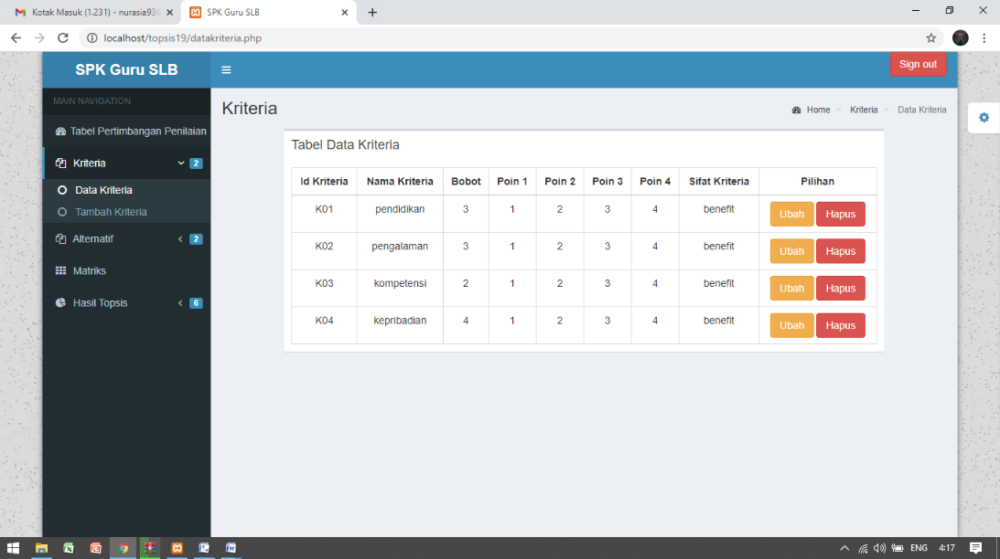 Kotak Masuk (1.231) - nurasia93
SPK Guru SLB
localhost/topsis19/datakriteria.php
SPK Guru SLB
Sign out
MAIN NAVIGATION
Kriteria
Home > Kriteria > Data Kriteria
Tabel Pertimbangan Penilaian
Kriteria 2
Data Kriteria
Tambah Kriteria
Alternatif 2
Matriks
Hasil Topsis 6
Tabel Data Kriteria
Id Kriteria Nama Kriteria Bobot Poin 1 Poin 2 Poin 3 Poin 4 Sifat Kriteria Pilihan
K01 pendidikan 3 1 2 3 4 benefit Ubah Hapus
K02 pengalaman 3 1 2 3 4 benefit Ubah Hapus
K03 kompetensi 2 1 2 3 4 benefit Ubah Hapus
K04 kepribadian 4 1 2 3 4 benefit Ubah Hapus
ENG 4:17